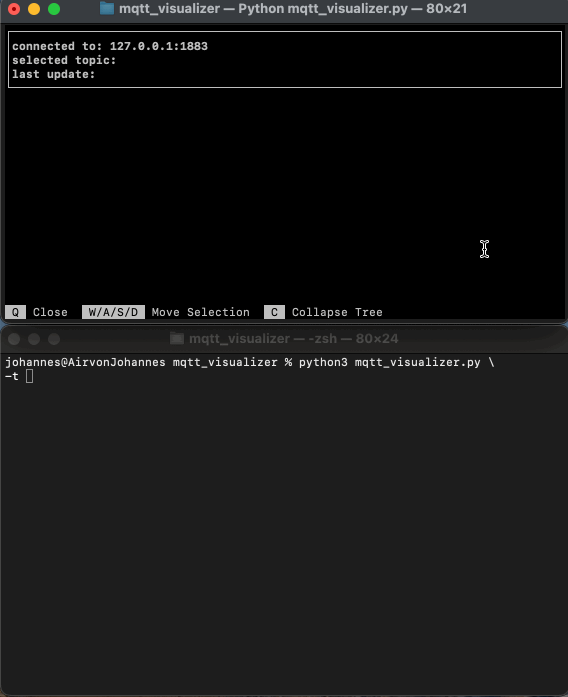 mqtt_visualizer — Python mqtt_visualizer.py — 80×21
connected to: 127.0.0.1:1883
selected topic:
last update:
Q Close W/A/S/D Move Selection C Collapse Tree
mqtt_visualizer — -zsh — 80×24
johannes@AirvonJohannes mqtt_visualizer % python3 mqtt_visualizer.py \
-t